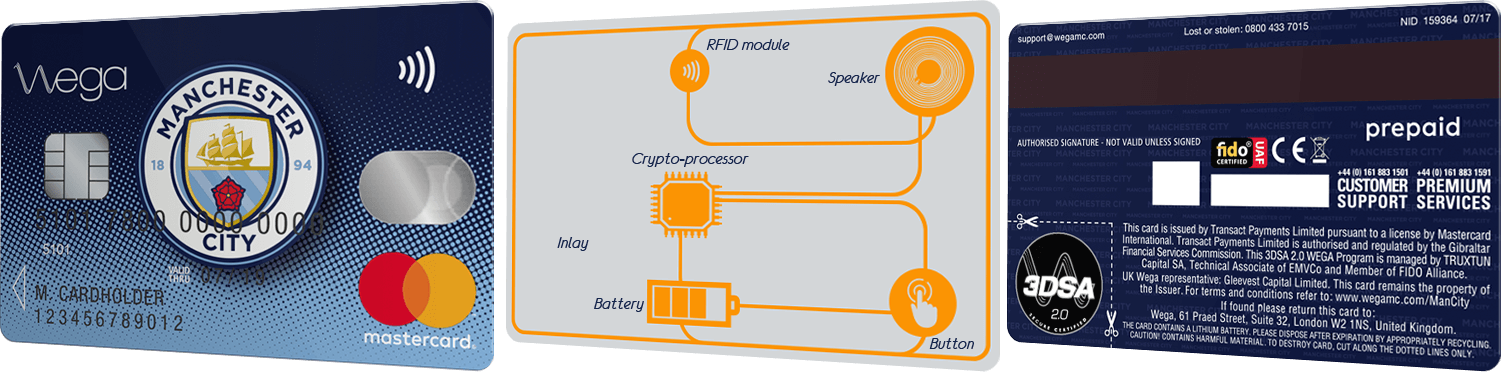 Wega
MANCHESTER
18 94
CITY
5101
VALID
M. CARDHOLDER
123456789012
mastercard.
RFID module
Speaker
Crypto-processor
Inlay
Battery
Button
NID 159364 07/17
support@wegamc.com
Lost or stolen: 0800 433 7015
prepaid
AUTHORISED SIGNATURE - NOT VALID UNLESS SIGNED
fido®
CERTIFIED
UAF
CE
+44 (0) 161 883 1501
CUSTOMER
SUPPORT
+44 (0) 161 883 1591
PREMIUM
SERVICES
3DSA
2.0
SECURE CERTIFIED
This card is issued by Transact Payments Limited pursuant to a license by Mastercard
International. Transact Payments Limited is authorised and regulated by the Gibraltar
Financial Services Commission. This 3DSA 2.0 WEGA Program is managed by TRUXTUN
Capital SA, Technical Associate of EMVCo and Member of FIDO Alliance.
UK Wega representative: Gleevest Capital Limited. This card remains the property of
the Issuer. For terms and conditions refer to: www.wegamc.com/ManCity
If found please return this card to:
Wega, 61 Praed Street, Suite 32, London W2 1NS, United Kingdom.
THE CARD CONTAINS A LITHIUM BATTERY. PLEASE DISPOSE AFTER EXPIRATION BY APPROPRIATELY RECYCLING.
CAUTION! CONTAINS HARMFUL MATERIAL. TO DESTROY CARD, CUT ALONG THE DOTTED LINES ONLY.